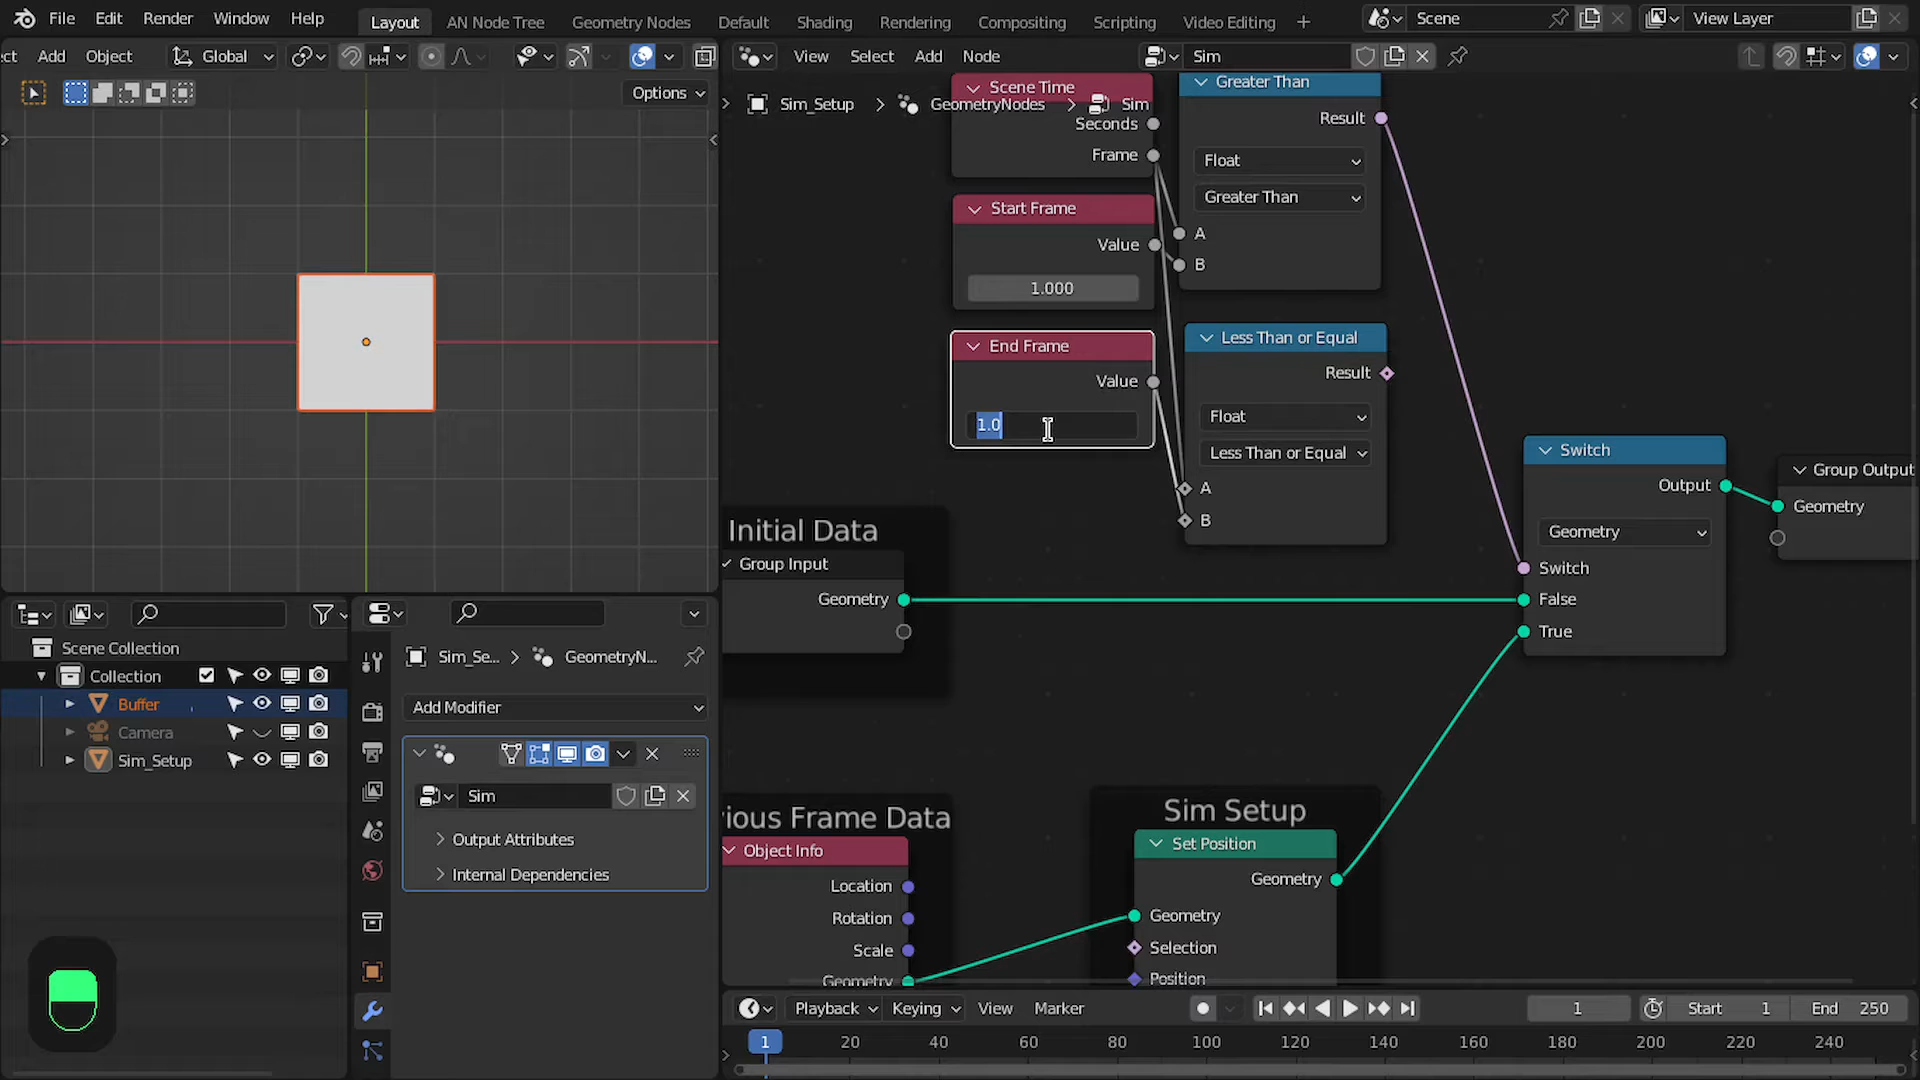 File Edit Render Window Help Layout AN Node Tree Geometry Nodes Default Shading Rendering Compositing Scripting Video Editing + Scene View Layer
ct Add Object Global View Select Add Node Sim
Options
Sim_Setup > GeometryNodes > Sim
Scene Time
Seconds
Frame
Start Frame
Value
1.000
End Frame
Value
1.0
Greater Than
Result
Float
Greater Than
A
B
Less Than or Equal
Result
Float
Less Than or Equal
A
B
Switch
Output
Geometry
Switch
False
True
Group Output
Geometry
Initial Data
Group Input
Geometry
ious Frame Data
Object Info
Location
Rotation
Scale
Geometry
Sim Setup
Set Position
Geometry
Geometry
Selection
Position
Scene Collection
Collection
Buffer
Camera
Sim_Setup
Sim_Se... > GeometryN...
Add Modifier
Sim
Output Attributes
Internal Dependencies
Playback Keying View Marker 1 Start 1 End 250
1 20 40 60 80 100 120 140 160 180 200 220 240